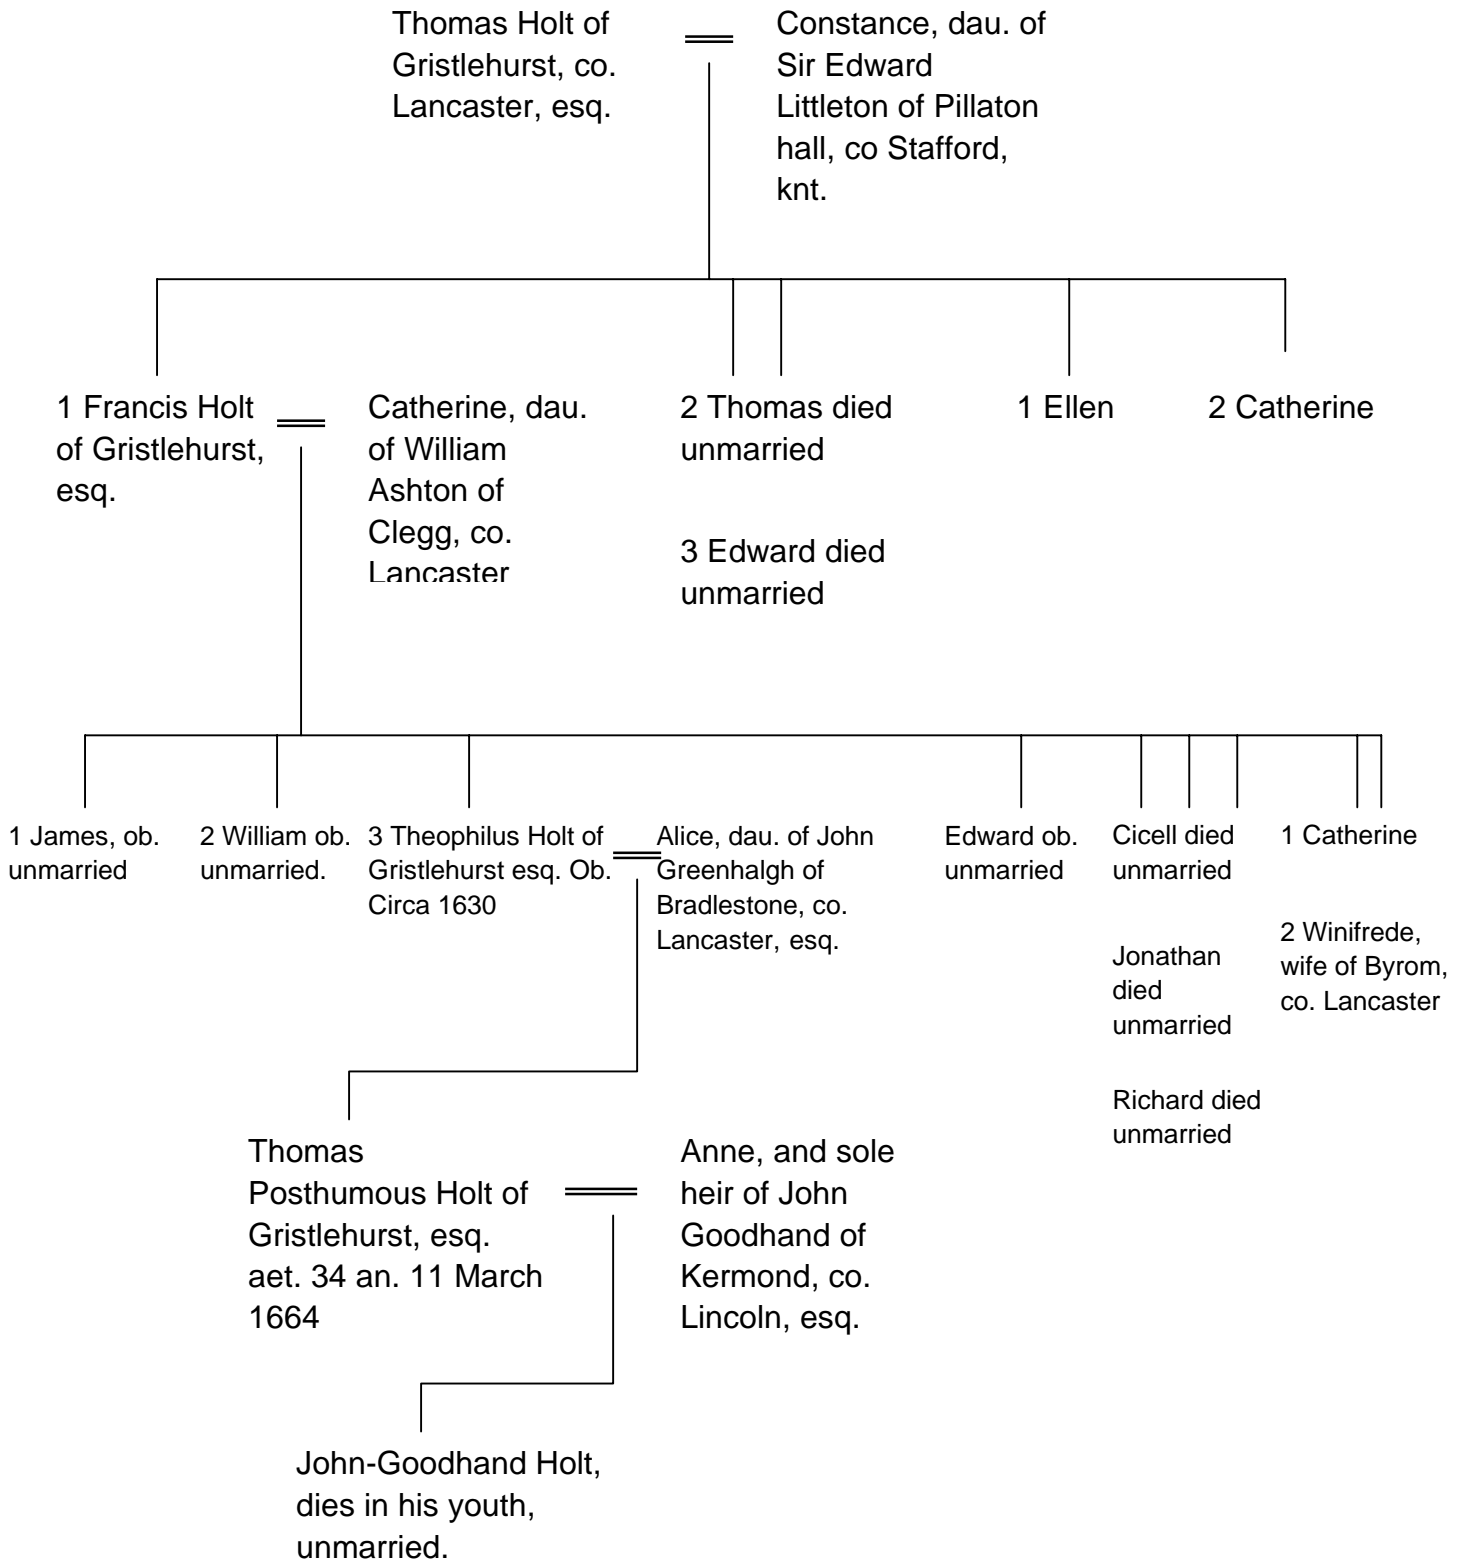 Thomas Holt of
Gristlehurst, co.
Lancaster, esq.
Constance, dau. of
Sir Edward
Littleton of Pillaton
hall, co Stafford,
knt.
1 Francis Holt
of Gristlehurst,
esq.
Catherine, dau.
of William
Ashton of
Clegg, co.
Lancaster
2 Thomas died
unmarried
3 Edward died
unmarried
1 Ellen
2 Catherine
1 James, ob.
unmarried
2 William ob.
unmarried.
3 Theophilus Holt of
Gristlehurst esq. Ob.
Circa 1630
Alice, dau. of John
Greenhalgh of
Bradlestone, co.
Lancaster, esq.
Edward ob.
unmarried
Cicell died
unmarried
Jonathan
died
unmarried
Richard died
unmarried
1 Catherine
2 Winifrede,
wife of Byrom,
co. Lancaster
Thomas
Posthumous Holt of
Gristlehurst, esq.
aet. 34 an. 11 March
1664
Anne, and sole
heir of John
Goodhand of
Kermond, co.
Lincoln, esq.
John-Goodhand Holt,
dies in his youth,
unmarried.